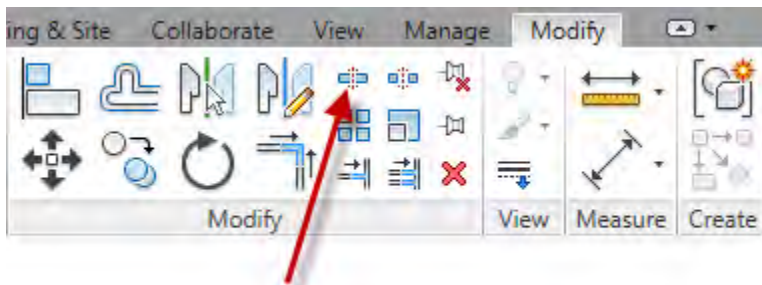 ing & Site Collaborate View Manage Modify
Modify View Measure Create